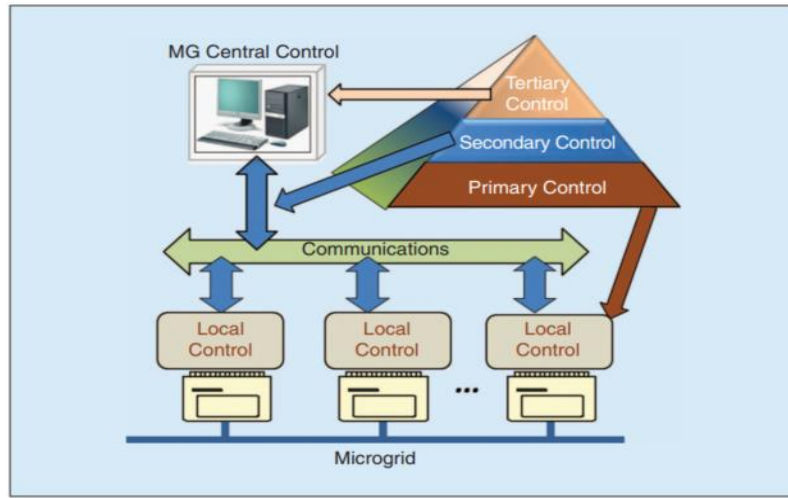 MG Central Control
Tertiary
Control
Secondary Control
Primary Control
Communications
Local
Control
Local
Control
Local
Control
...
Microgrid